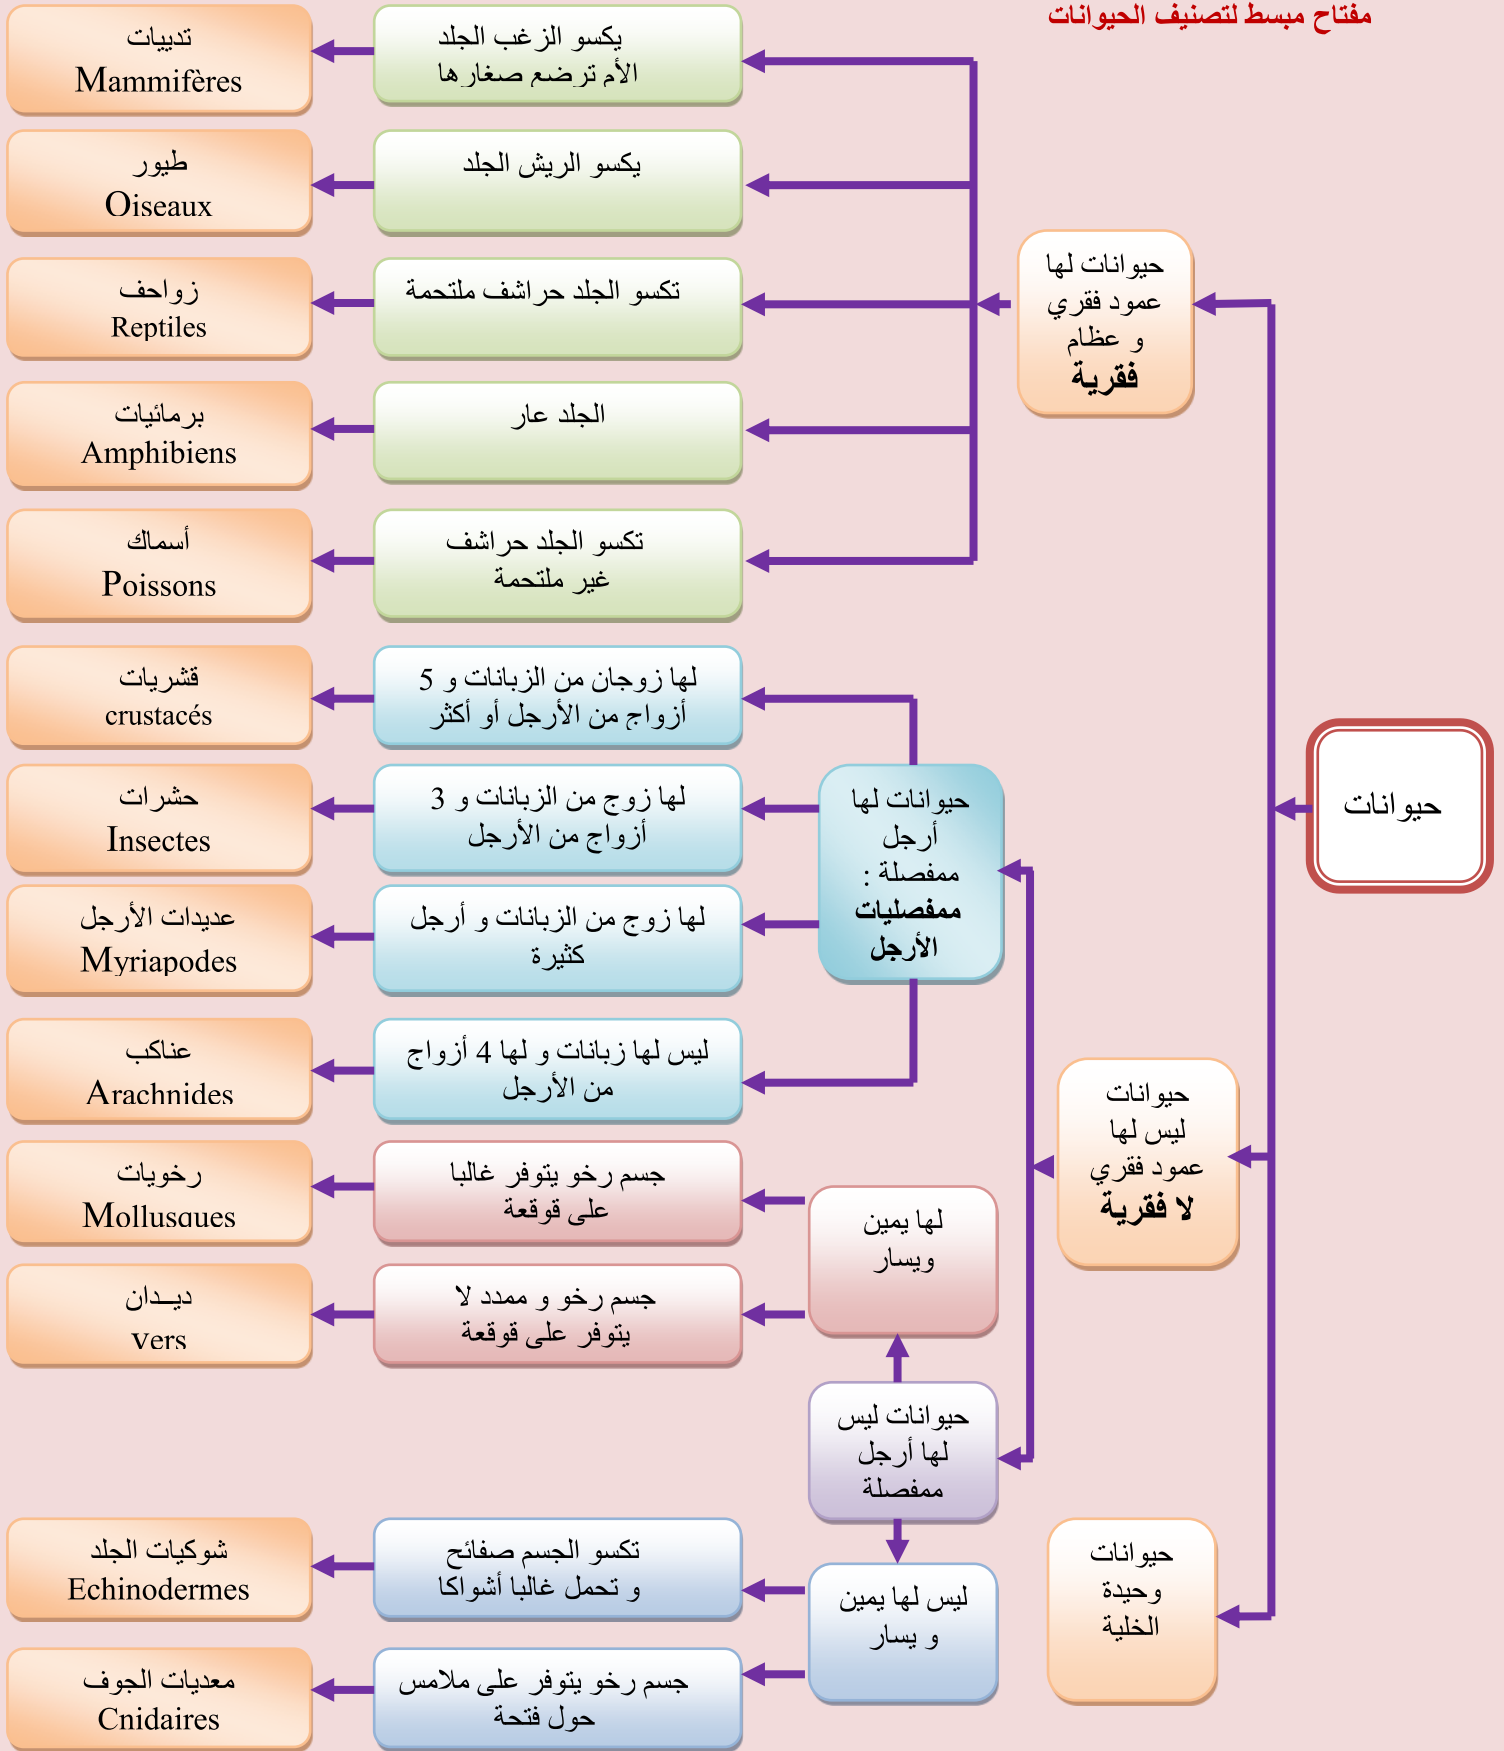 مفتاح مبسط لتصنيف الحيوانات
حيوانات
حيوانات لها
عمود فقري
و عظام
فقرية
يكسو الزغب الجلد
الأم ترضع صغارها
تدييات
Mammifères
يكسو الريش الجلد
طيور
Oiseaux
تكسو الجلد حراشف ملتحمة
زواحف
Reptiles
الجلد عار
برمائيات
Amphibiens
تكسو الجلد حراشف
غير ملتحمة
أسماك
Poissons
حيوانات
ليس لها
عمود فقري
لا فقرية
حيوانات لها
أرجل
ممفصلة :
ممفصليات
الأرجل
لها زوجان من الزبانات و 5
أزواج من الأرجل أو أكثر
قشريات
crustacés
لها زوج من الزبانات و 3
أزواج من الأرجل
حشرات
Insectes
لها زوج من الزبانات و أرجل
كثيرة
عديدات الأرجل
Myriapodes
ليس لها زبانات و لها 4 أزواج
من الأرجل
عناكب
Arachnides
حيوانات ليس
لها أرجل
ممفصلة
لها يمين
ويسار
جسم رخو يتوفر غالبا
على قوقعة
رخويات
Mollusques
جسم رخو و ممدد لا
يتوفر على قوقعة
ديـدان
vers
ليس لها يمين
و يسار
تكسو الجسم صفائح
و تحمل غالبا أشواكا
شوكيات الجلد
Echinodermes
جسم رخو يتوفر على ملامس
حول فتحة
معديات الجوف
Cnidaires
حيوانات
وحيدة
الخلية